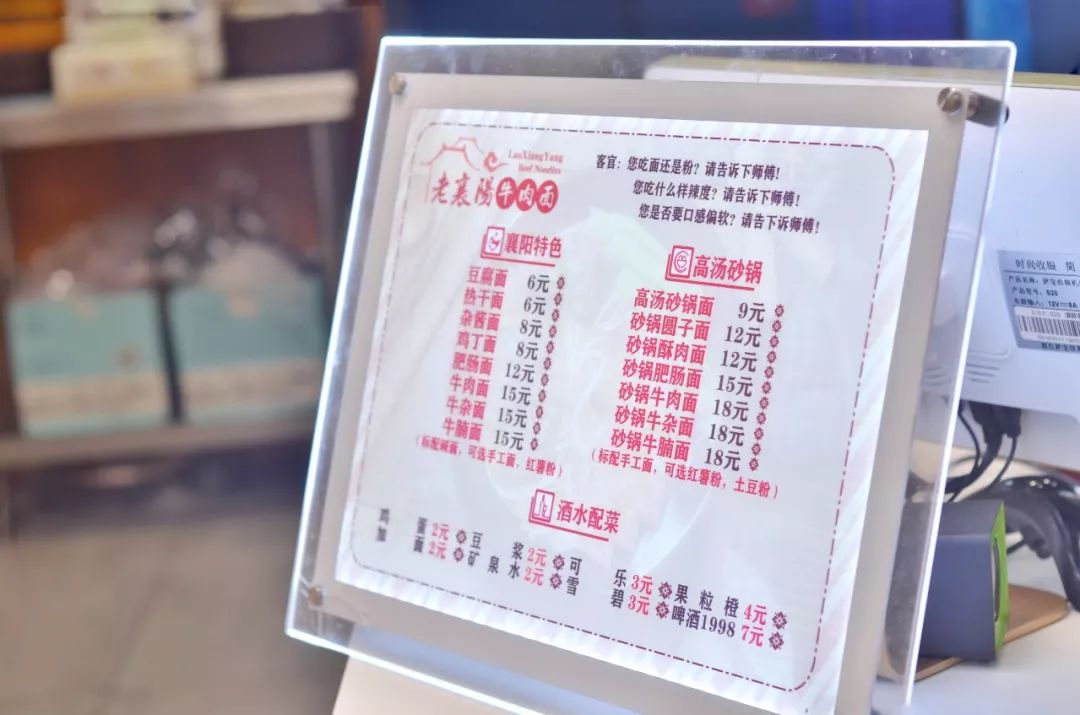 LaoXiangYang
Beef Noodles
老襄陽牛肉面
客官：您吃面还是粉？请告诉下师傅！
您吃什么样辣度？请告诉下师傅！
您是否要口感偏软？请告下诉师傅！
襄阳特色
豆腐面 6元
热干面 6元
杂酱面 8元
鸡丁面 8元
肥肠面 12元
牛肉面 15元
牛杂面 15元
牛腩面 15元
（标配碱面，可选手工面，红薯粉）
高汤砂锅
高汤砂锅面 9元
砂锅圆子面 12元
砂锅酥肉面 12元
砂锅肥肠面 15元
砂锅牛肉面 18元
砂锅牛杂面 18元
砂锅牛腩面 18元
（标配手工面，可选红薯粉，土豆粉）
酒水配菜
鸡蛋 2元 豆浆 2元 可乐 3元 果粒橙 4元
加面 2元 矿泉水 2元 雪碧 3元 啤酒1998 7元
时尚收银 简
产品型号：820